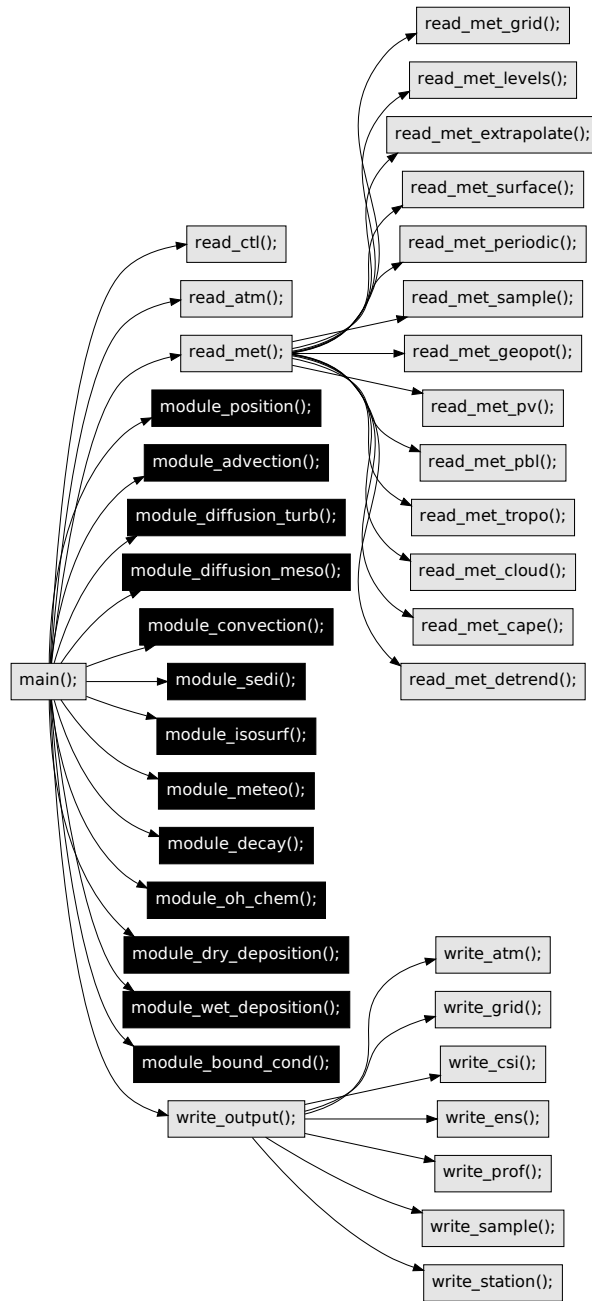 read_met_grid();
read_met_levels();
read_met_extrapolate();
read_met_surface();
read_ctl();
read_met_periodic();
read_atm();
read_met_sample();
read_met();
read_met_geopot();
module_position();
read_met_pv();
module_advection();
read_met_pbl();
module_diffusion_turb();
read_met_tropo();
module_diffusion_meso();
read_met_cloud();
module_convection();
read_met_cape();
main();
module_sedi();
read_met_detrend();
module_isosurf();
module_meteo();
module_decay();
module_oh_chem();
module_dry_deposition();
write_atm();
module_wet_deposition();
write_grid();
module_bound_cond();
write_csi();
write_output();
write_ens();
write_prof();
write_sample();
write_station();